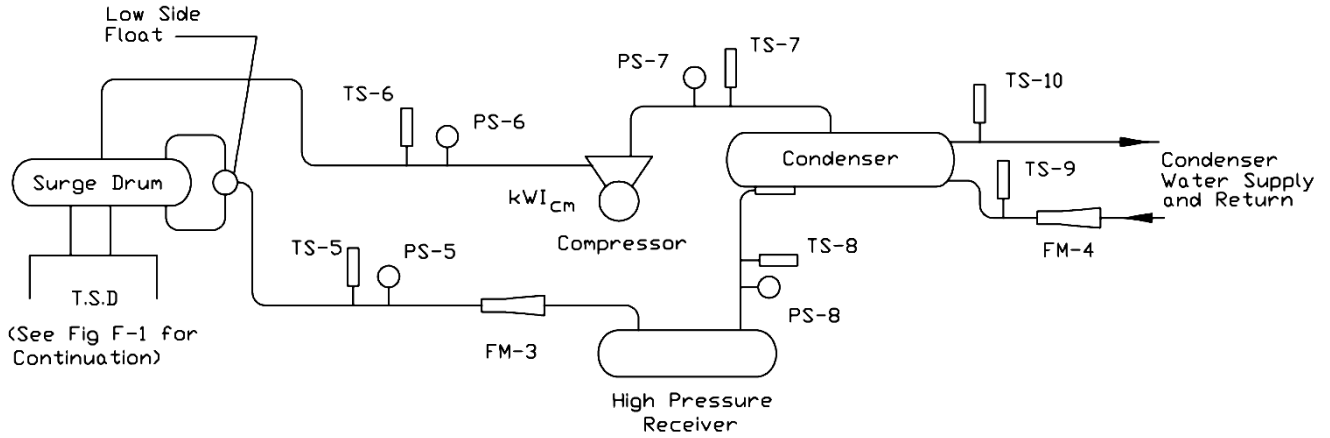 Low Side
Float
TS-6
PS-6
PS-7
TS-7
TS-10
Surge Drum
kWI cm
Compressor
Condenser
TS-9
Condenser
Water Supply
and Return
FM-4
TS-5
PS-5
TS-8
PS-8
T.S.D
(See Fig F-1 for
Continuation)
FM-3
High Pressure
Receiver